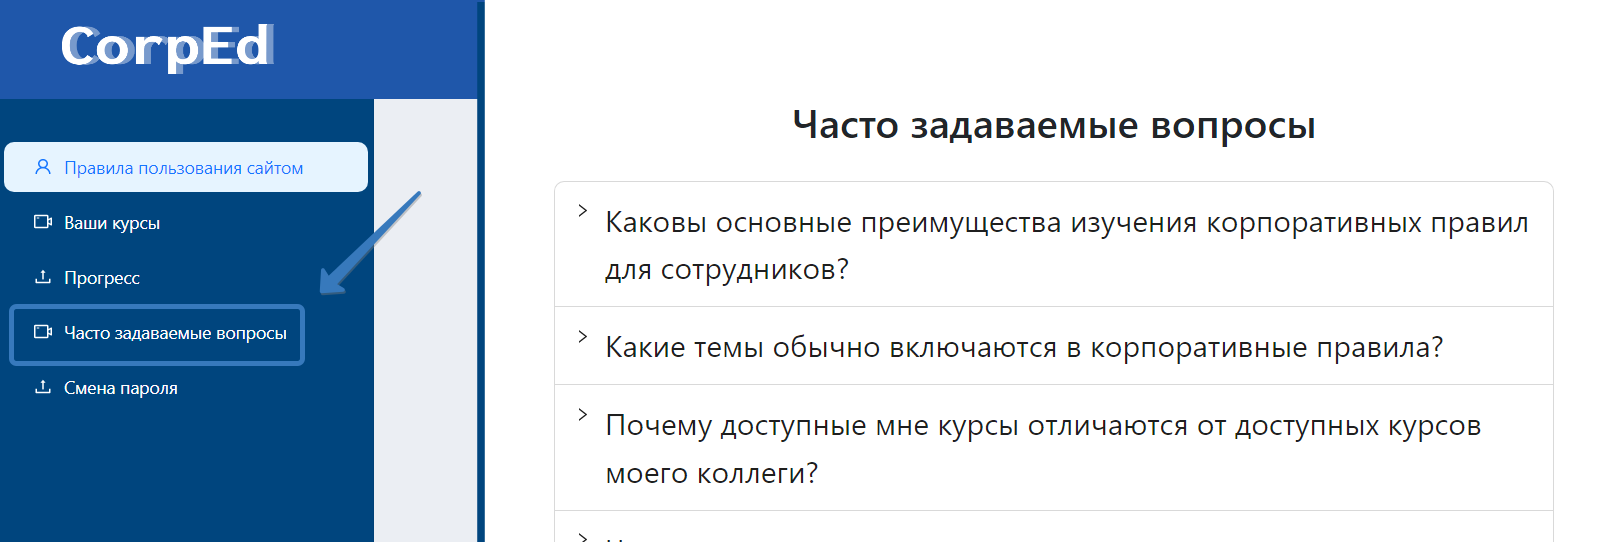 CorpEd
Правила пользования сайтом
Ваши курсы
Прогресс
Часто задаваемые вопросы
Смена пароля
Часто задаваемые вопросы
Каковы основные преимущества изучения корпоративных правил
для сотрудников?
Какие темы обычно включаются в корпоративные правила?
Почему доступные мне курсы отличаются от доступных курсов
моего коллеги?